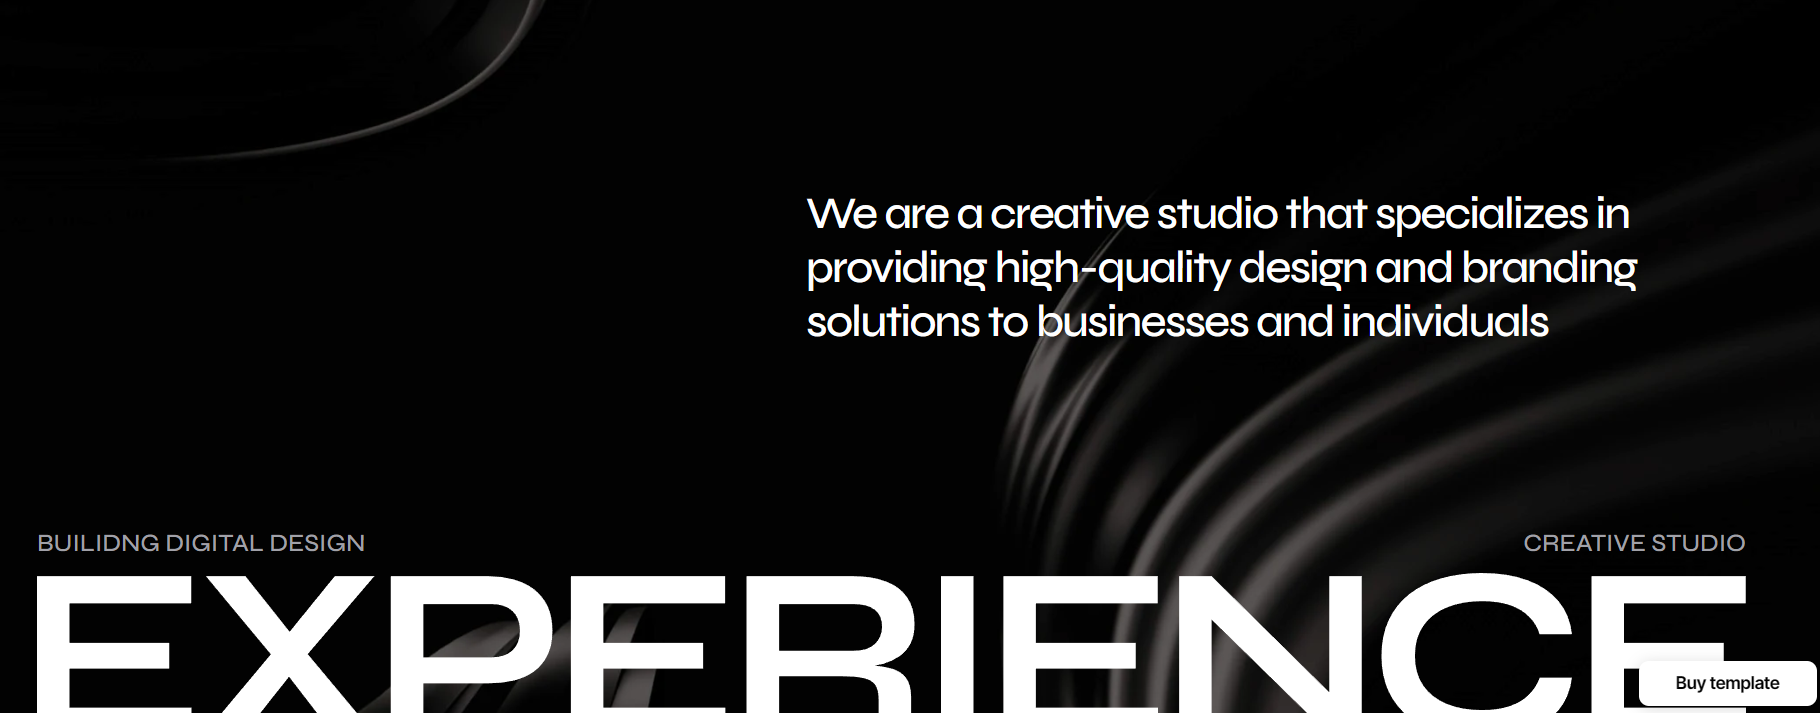 We are a creative studio that specializes in
providing high-quality design and branding
solutions to businesses and individuals
BUILIDNG DIGITAL DESIGN
CREATIVE STUDIO
EXPERIENCE
Buy template